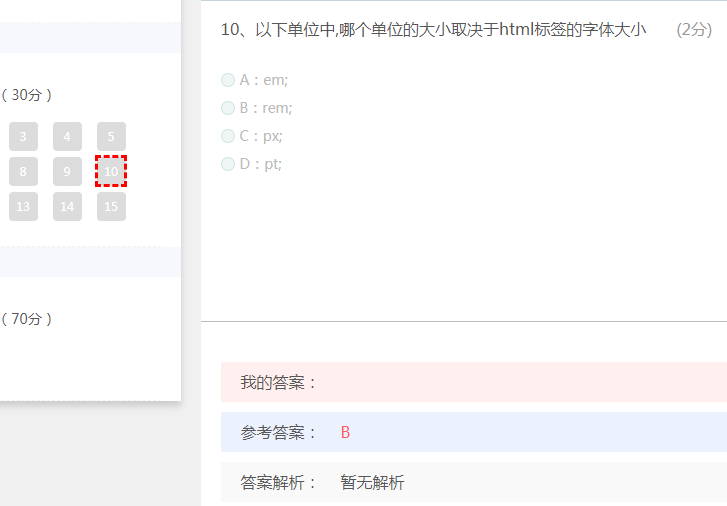 10、以下单位中,哪个单位的大小取决于html标签的字体大小 (2分)
A：em;
B：rem;
C：px;
D：pt;
（30分）
3 4 5
8 9 10
13 14 15
（70分）
我的答案：
参考答案： B
答案解析： 暂无解析